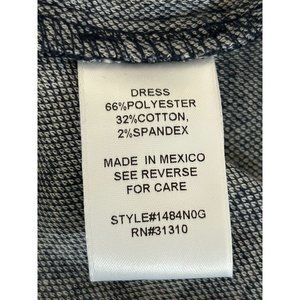 DRESS
66%POLYESTER
32%COTTON,
2%SPANDEX
MADE IN MEXICO
SEE REVERSE
FOR CARE
STYLE#1484N0G
RN#31310